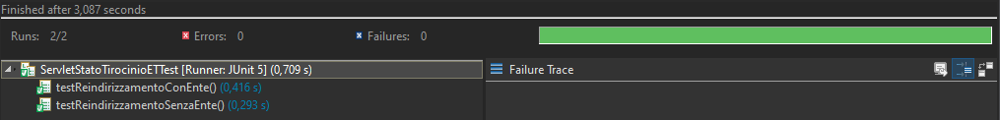 Finished after 3,087 seconds
Runs: 2/2 Errors: 0 Failures: 0
ServletStatoTirocinioETTest [Runner: JUnit 5] (0,709 s)
testReindirizzamentoConEnte() (0,416 s)
testReindirizzamentoSenzaEnte() (0,293 s)
Failure Trace